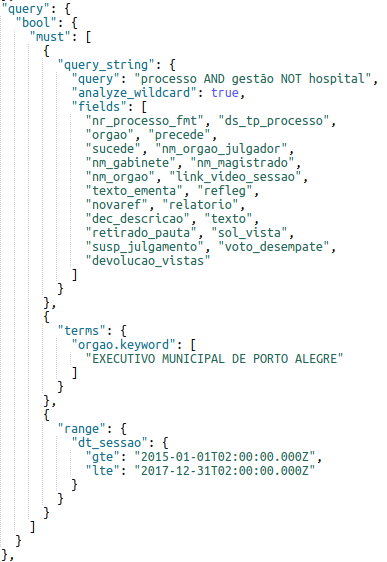 "query": {
"bool": {
"must": [
{
"query_string": {
"query": "processo AND gestão NOT hospital",
"analyze_wildcard": true,
"fields": [
"nr_processo_fmt", "ds_tp_processo",
"orgao", "precede",
"sucede", "nm_orgao_julgador",
"nm_gabinete", "nm_magistrado",
"nm_orgao", "link_video_sessao",
"texto_ementa", "refleg",
"novaref", "relatorio",
"dec_descricao", "texto",
"retirado_pauta", "sol_vista",
"susp_julgamento", "voto_desempate",
"devolucao_vistas"
]
}
},
{
"terms": {
"orgao.keyword": [
"EXECUTIVO MUNICIPAL DE PORTO ALEGRE"
]
}
},
{
"range": {
"dt_sessao": {
"gte": "2015-01-01T02:00:00.000Z",
"lte": "2017-12-31T02:00:00.000Z"
}
}
}
]
}
},